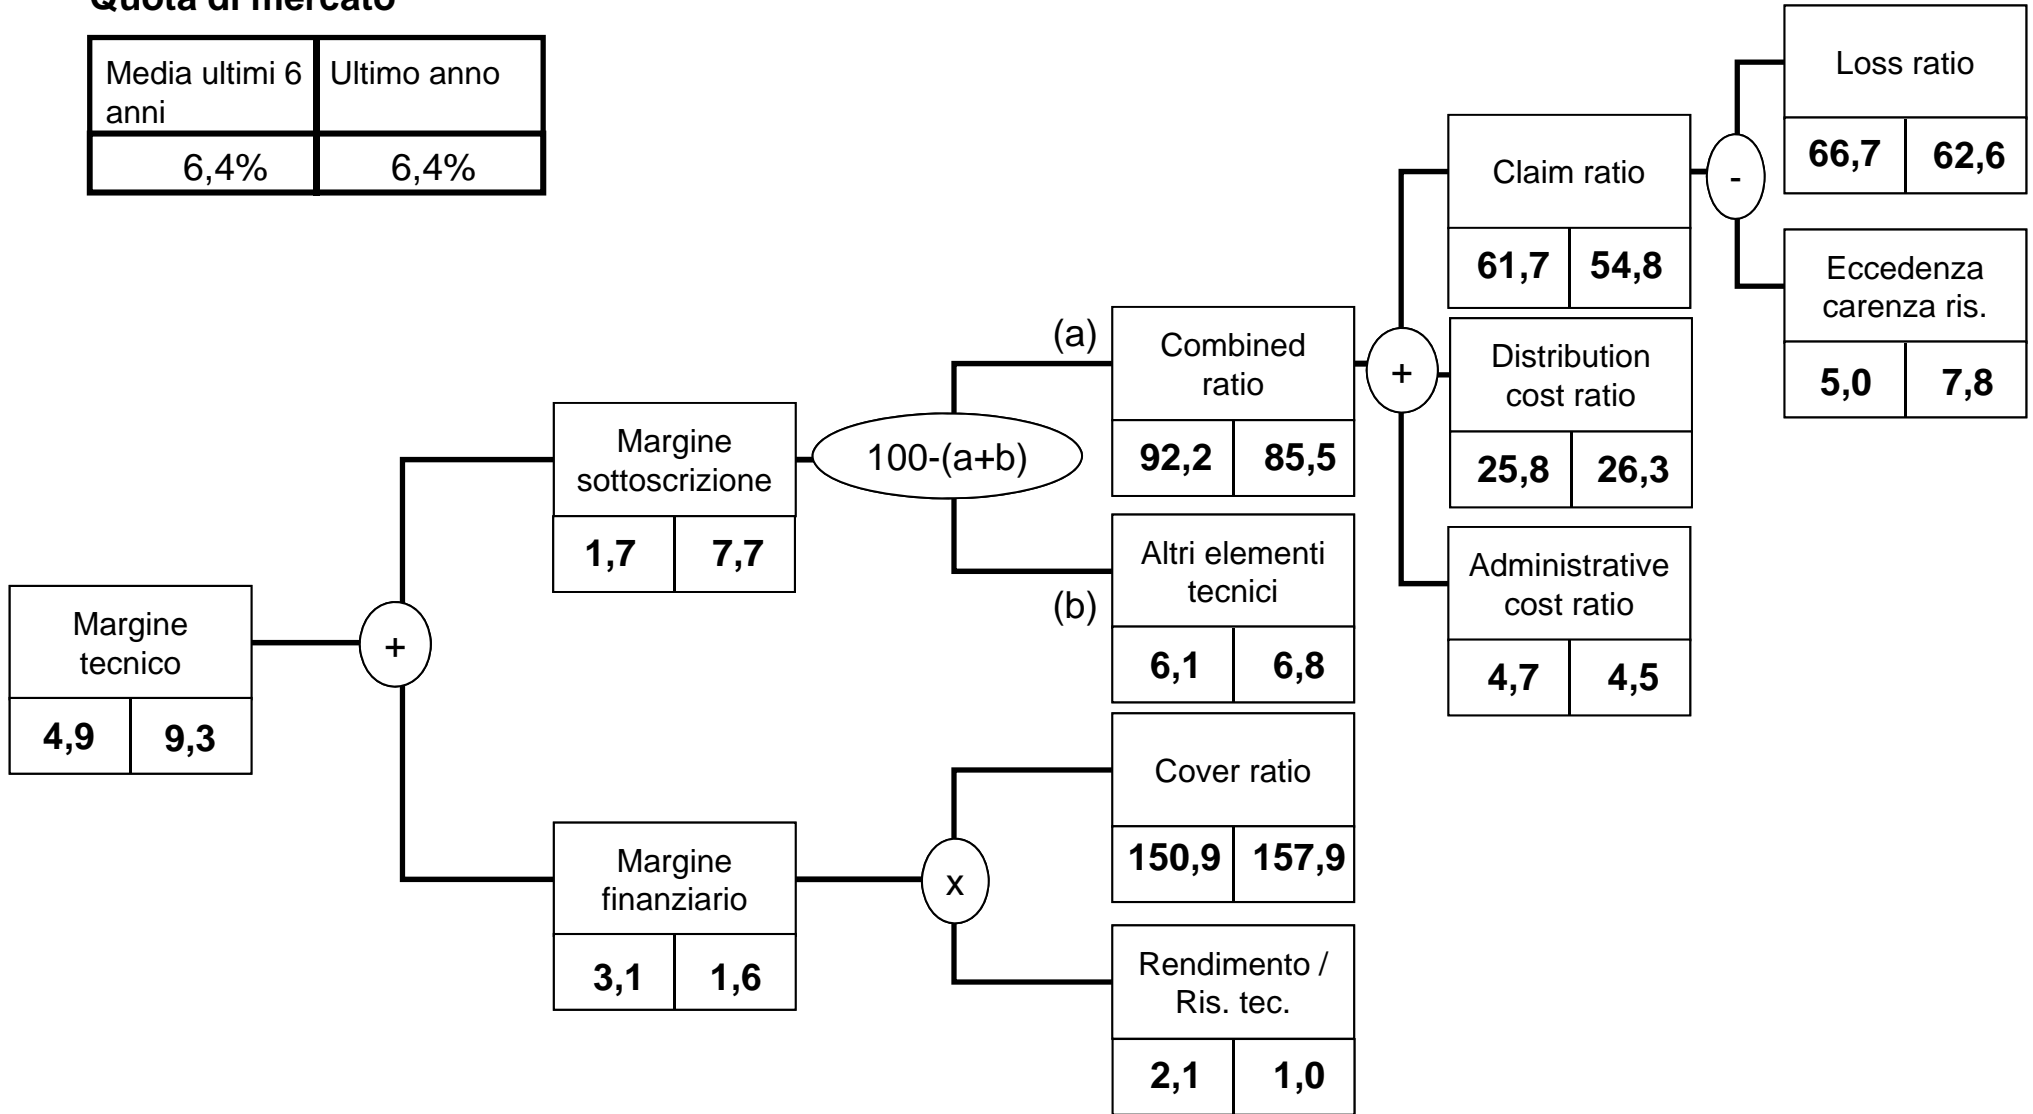 Quota di mercato
Media ultimi 6
anni
Ultimo anno
6,4%
6,4%
Loss ratio
66,7
62,6
Claim ratio
61,7
54,8
-
Eccedenza
carenza ris.
5,0
7,8
(a)
Combined
ratio
92,2
85,5
+
Distribution
cost ratio
25,8
26,3
Margine
sottoscrizione
1,7
7,7
100-(a+b)
Altri elementi
tecnici
(b)
6,1
6,8
Administrative
cost ratio
4,7
4,5
Margine
tecnico
4,9
9,3
+
Cover ratio
150,9
157,9
Margine
finanziario
3,1
1,6
x
Rendimento /
Ris. tec.
2,1
1,0